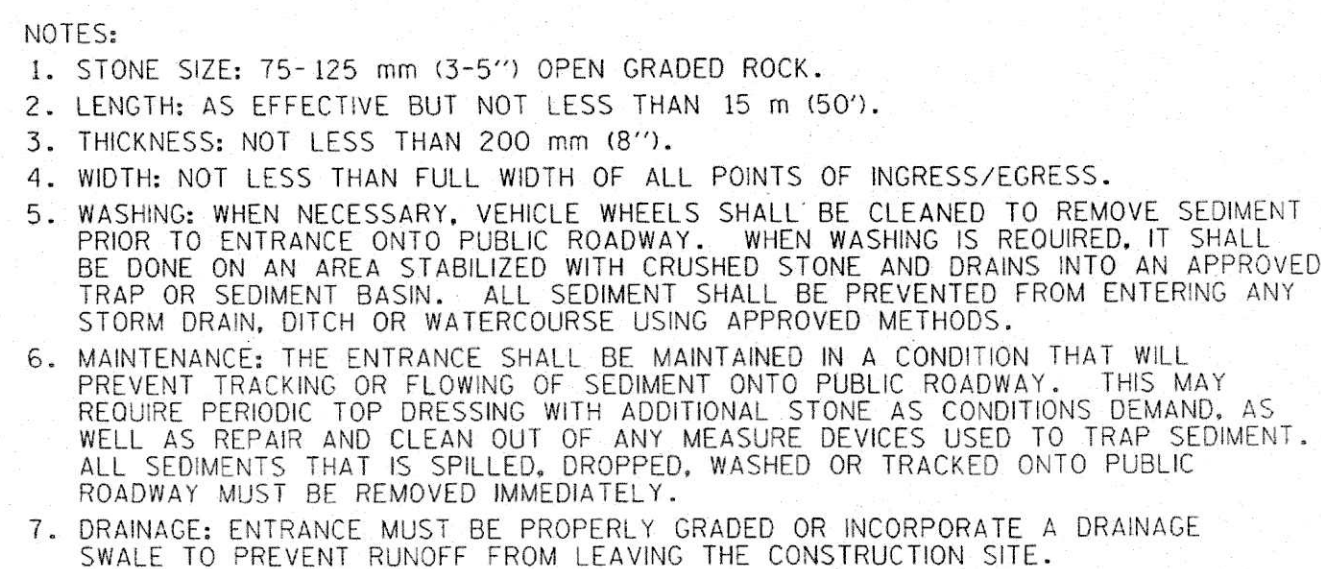 NOTES:
1. STONE SIZE: 75-125 mm (3-5'') OPEN GRADED ROCK.
2. LENGTH: AS EFFECTIVE BUT NOT LESS THAN 15 m (50').
3. THICKNESS: NOT LESS THAN 200 mm (8'').
4. WIDTH: NOT LESS THAN FULL WIDTH OF ALL POINTS OF INGRESS/EGRESS.
5. WASHING: WHEN NECESSARY, VEHICLE WHEELS SHALL BE CLEANED TO REMOVE SEDIMENT
PRIOR TO ENTRANCE ONTO PUBLIC ROADWAY. WHEN WASHING IS REQUIRED, IT SHALL
BE DONE ON AN AREA STABILIZED WITH CRUSHED STONE AND DRAINS INTO AN APPROVED
TRAP OR SEDIMENT BASIN. ALL SEDIMENT SHALL BE PREVENTED FROM ENTERING ANY
STORM DRAIN, DITCH OR WATERCOURSE USING APPROVED METHODS.
6. MAINTENANCE: THE ENTRANCE SHALL BE MAINTAINED IN A CONDITION THAT WILL
PREVENT TRACKING OR FLOWING OF SEDIMENT ONTO PUBLIC ROADWAY. THIS MAY
REQUIRE PERIODIC TOP DRESSING WITH ADDITIONAL STONE AS CONDITIONS DEMAND, AS
WELL AS REPAIR AND CLEAN OUT OF ANY MEASURE DEVICES USED TO TRAP SEDIMENT.
ALL SEDIMENTS THAT IS SPILLED, DROPPED, WASHED OR TRACKED ONTO PUBLIC
ROADWAY MUST BE REMOVED IMMEDIATELY.
7. DRAINAGE: ENTRANCE MUST BE PROPERLY GRADED OR INCORPORATE A DRAINAGE
SWALE TO PREVENT RUNOFF FROM LEAVING THE CONSTRUCTION SITE.